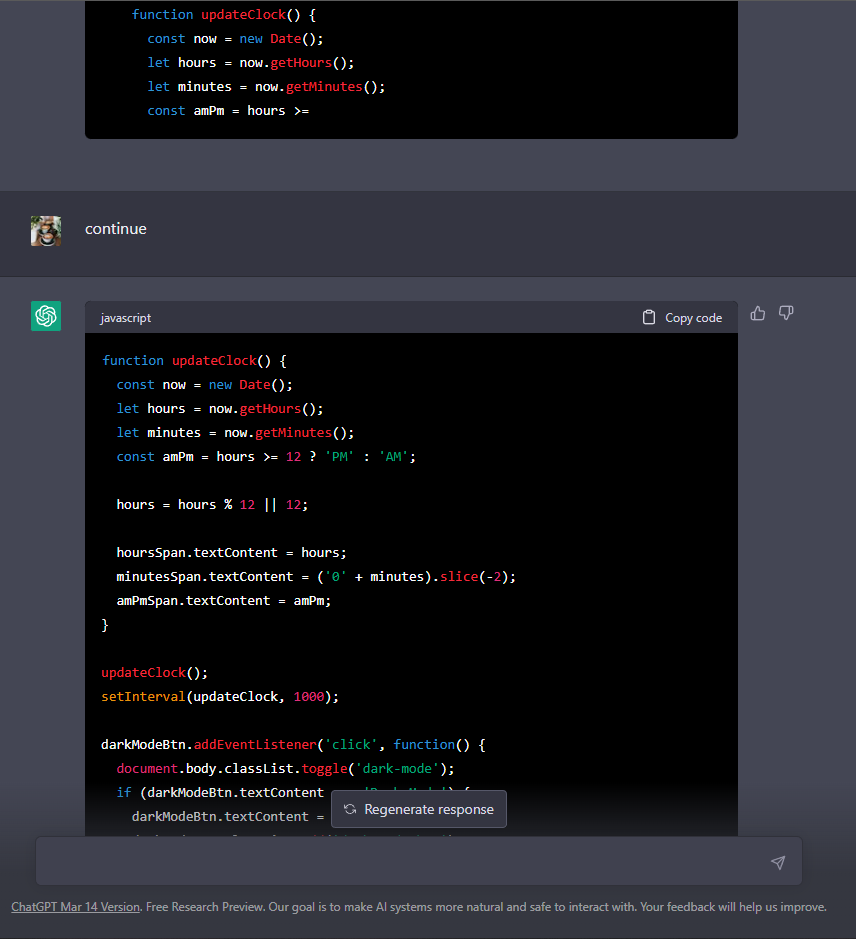 function updateClock() {
const now = new Date();
let hours = now.getHours();
let minutes = now.getMinutes();
const amPm = hours >=
continue
javascript
Copy code
function updateClock() {
const now = new Date();
let hours = now.getHours();
let minutes = now.getMinutes();
const amPm = hours >= 12 ? 'PM' : 'AM';
hours = hours % 12 || 12;
hoursSpan.textContent = hours;
minutesSpan.textContent = ('0' + minutes).slice(-2);
amPmSpan.textContent = amPm;
}
updateClock();
setInterval(updateClock, 1000);
darkModeBtn.addEventListener('click', function() {
document.body.classList.toggle('dark-mode');
if (darkModeBtn.textContent
darkModeBtn.textContent =
Regenerate response
ChatGPT Mar 14 Version. Free Research Preview. Our goal is to make AI systems more natural and safe to interact with. Your feedback will help us improve.